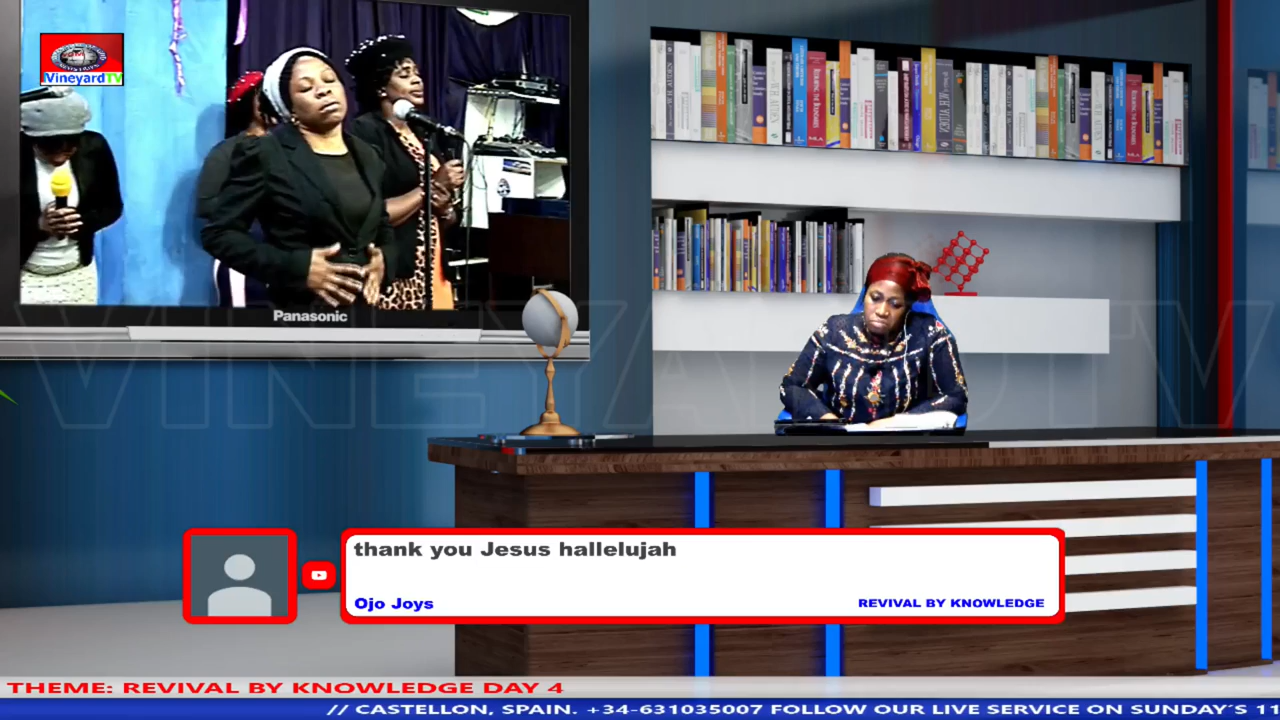 VineyardTV
Panasonic
VINEYARDTV
thank you Jesus hallelujah
Ojo Joys
REVIVAL BY KNOWLEDGE
THEME: REVIVAL BY KNOWLEDGE DAY 4
// CASTELLON, SPAIN. +34-631035007 FOLLOW OUR LIVE SERVICE ON SUNDAY´S 11